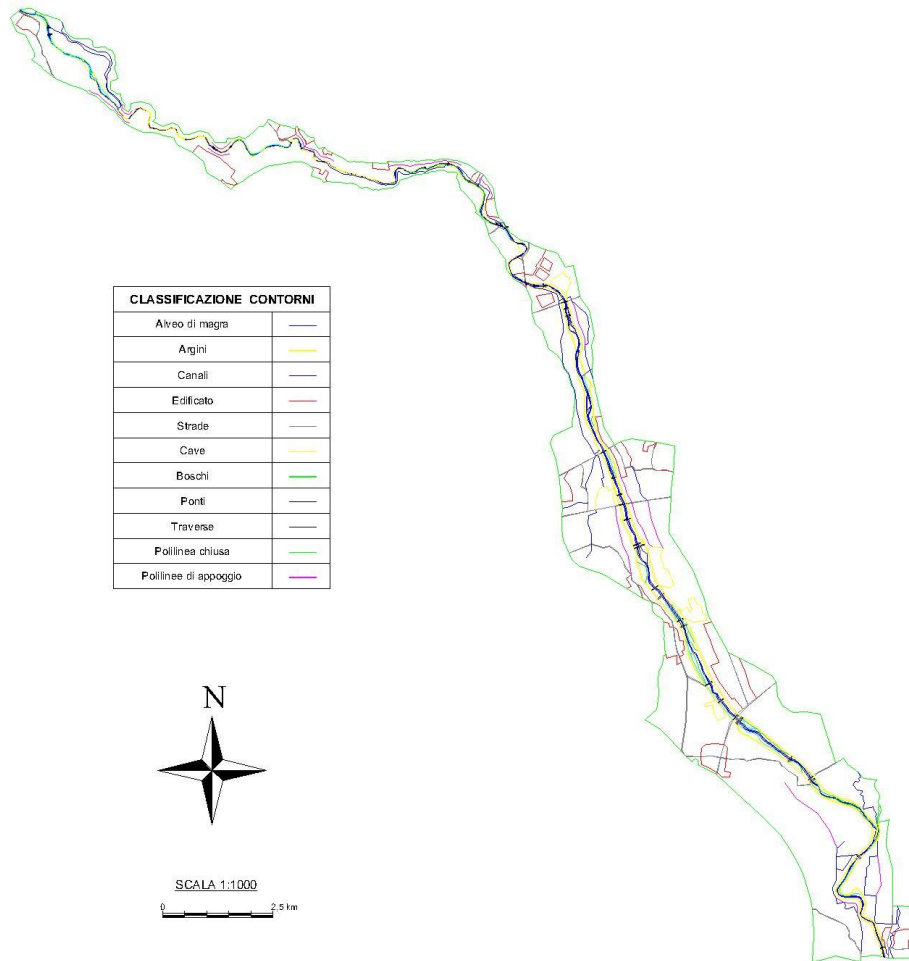 CLASSIFICAZIONE CONTORNI
Alveo di magra
Argini
Canali
Edificato
Strade
Cave
Boschi
Ponti
Traverse
Polilinea chiusa
Polilinee di appoggio
N
SCALA 1:1000
0 2,5 km